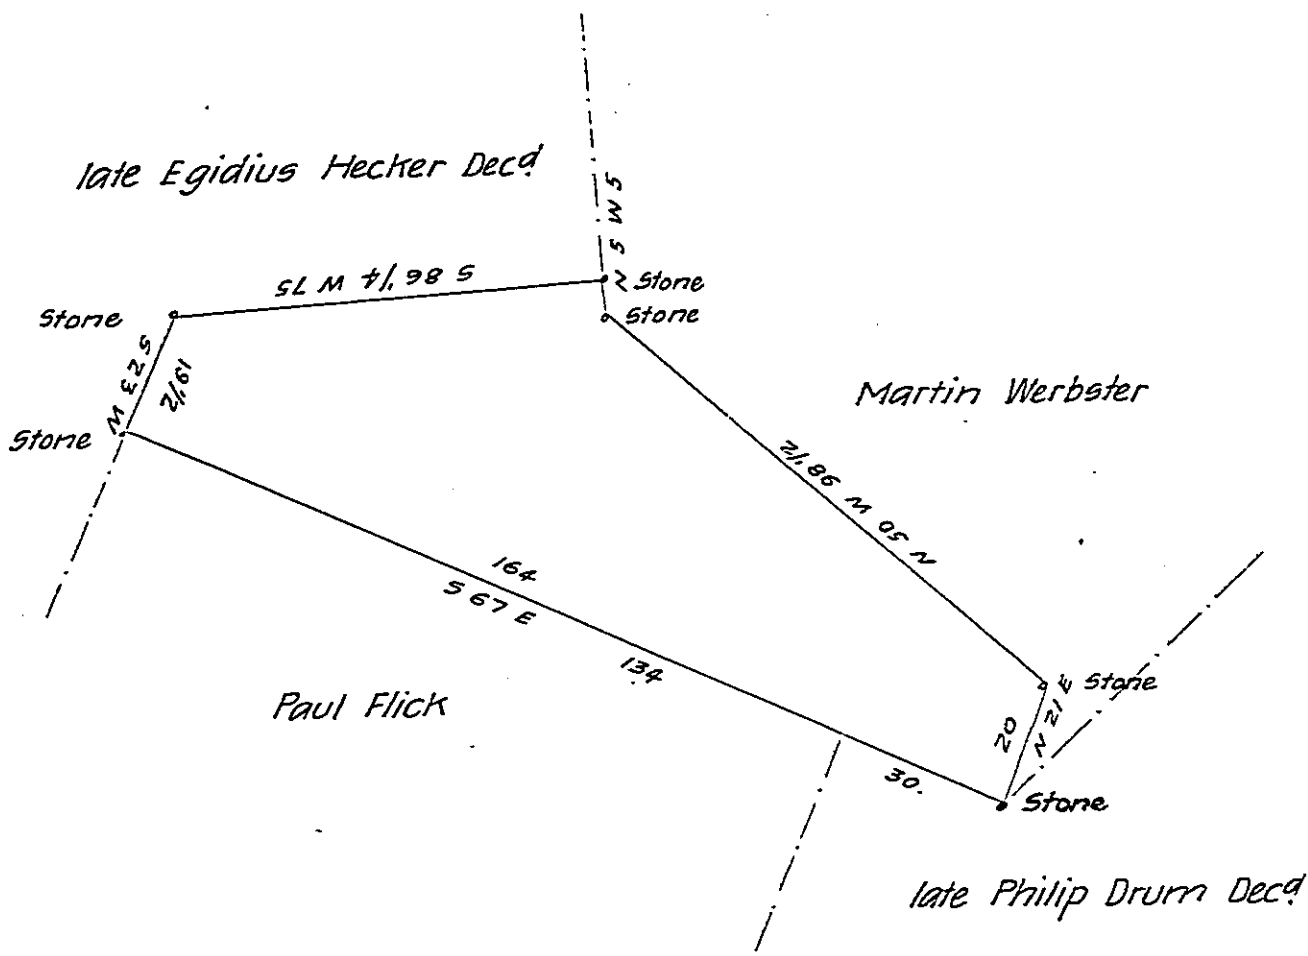 late Egidius Hecker Decd.
N 5 W 5
S 86 1/4 W 75
Stone
Stone
Stone
S 23 W
19 1/2
Stone
Martin Werbster
N 50 W 98 1/2
164
S 67 E
134
Paul Flick
30.
20
N 21 E
Stone
Stone
late Philip Drum Decd.